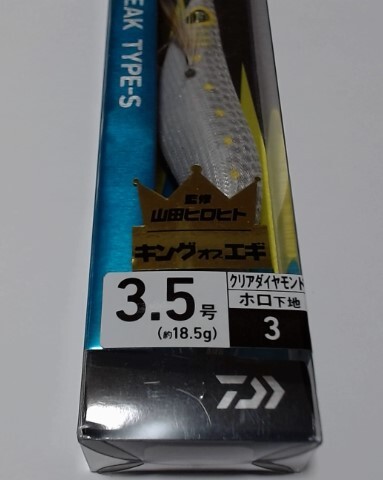 EAK TYPE-S
監修
山田ヒロヒト
キングオブエギ
3.5号
(約18.5g)
クリアダイヤモンド
ホロ下地
3